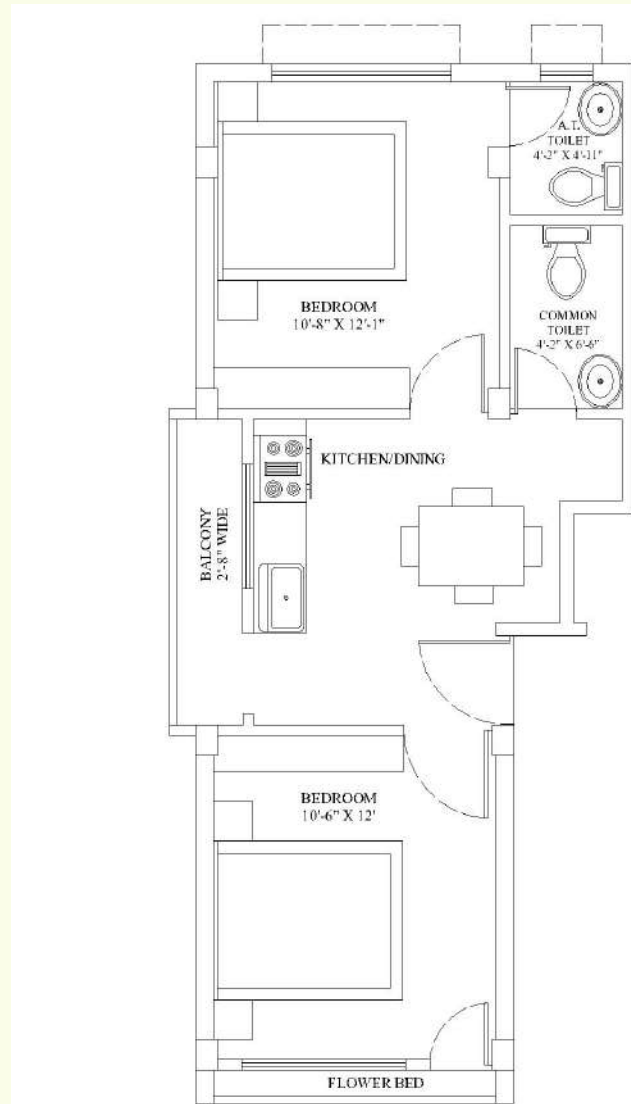 A.T.
TOILET
4'-2" X 4'-11"
BEDROOM
10'-8" X 12'-1"
COMMON
TOILET
4'-2" X 6'-6"
KITCHEN/DINING
BALCONY
2'-8" WIDE
BEDROOM
10'-6" X 12'
FLOWER BED